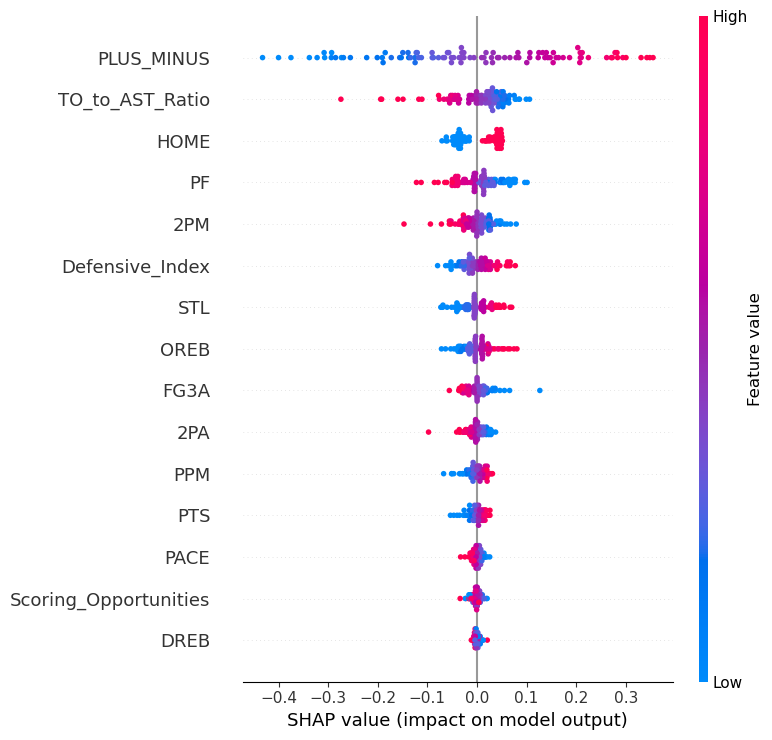 High
PLUS_MINUS
TO_to_AST_Ratio
HOME
PF
2PM
Defensive_Index
STL
OREB
FG3A
2PA
PPM
PTS
PACE
Scoring_Opportunities
DREB
Feature value
Low
−0.4 −0.3 −0.2 −0.1 0.0 0.1 0.2 0.3
SHAP value (impact on model output)